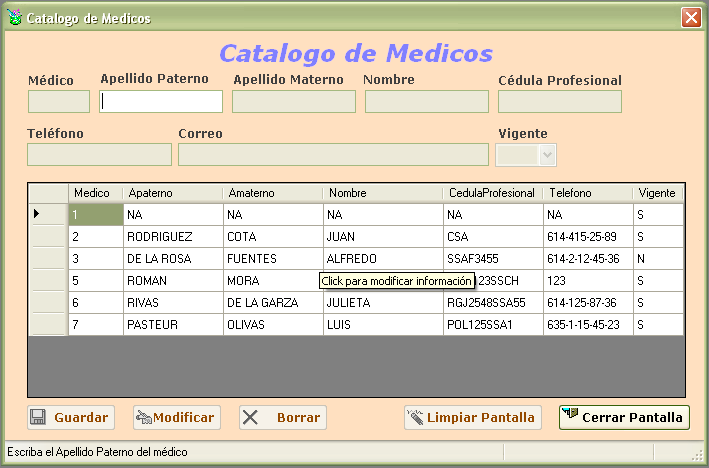 Catalogo de Medicos
Catalogo de Medicos
Médico Apellido Paterno Apellido Materno Nombre Cédula Profesional
Teléfono Correo Vigente
Medico Apaterno Amaterno Nombre CedulaProfesional Telefono Vigente
1 NA NA NA NA NA S
2 RODRIGUEZ COTA JUAN CSA 614-415-25-89 S
3 DE LA ROSA FUENTES ALFREDO SSAF3455 614-2-12-45-36 N
5 ROMAN MORA Click para modificar información 23SSCH 123 S
6 RIVAS DE LA GARZA JULIETA RGJ2548SSA55 614-125-87-36 S
7 PASTEUR OLIVAS LUIS POL125SSA1 635-1-15-45-23 S
Guardar Modificar Borrar Limpiar Pantalla Cerrar Pantalla
Escriba el Apellido Paterno del médico